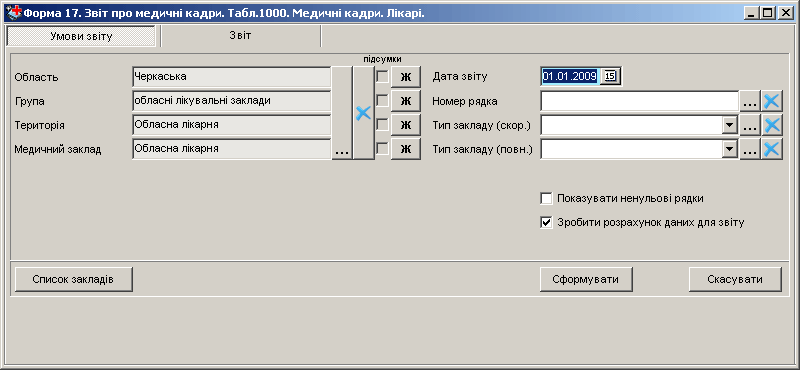 Форма 17. Звіт про медичні кадри. Табл.1000. Медичні кадри. Лікарі.
Умови звіту
Звіт
підсумки
Область
Черкаська
Ж
Дата звіту
01.01.2009
15
Група
обласні лікувальні заклади
Ж
Номер рядка
...
Територія
Обласна лікарня
Ж
Тип закладу (скор.)
...
Медичний заклад
Обласна лікарня
...
Ж
Тип закладу (повн.)
...
Показувати ненульові рядки
Зробити розрахунок даних для звіту
Список закладів
Сформувати
Скасувати